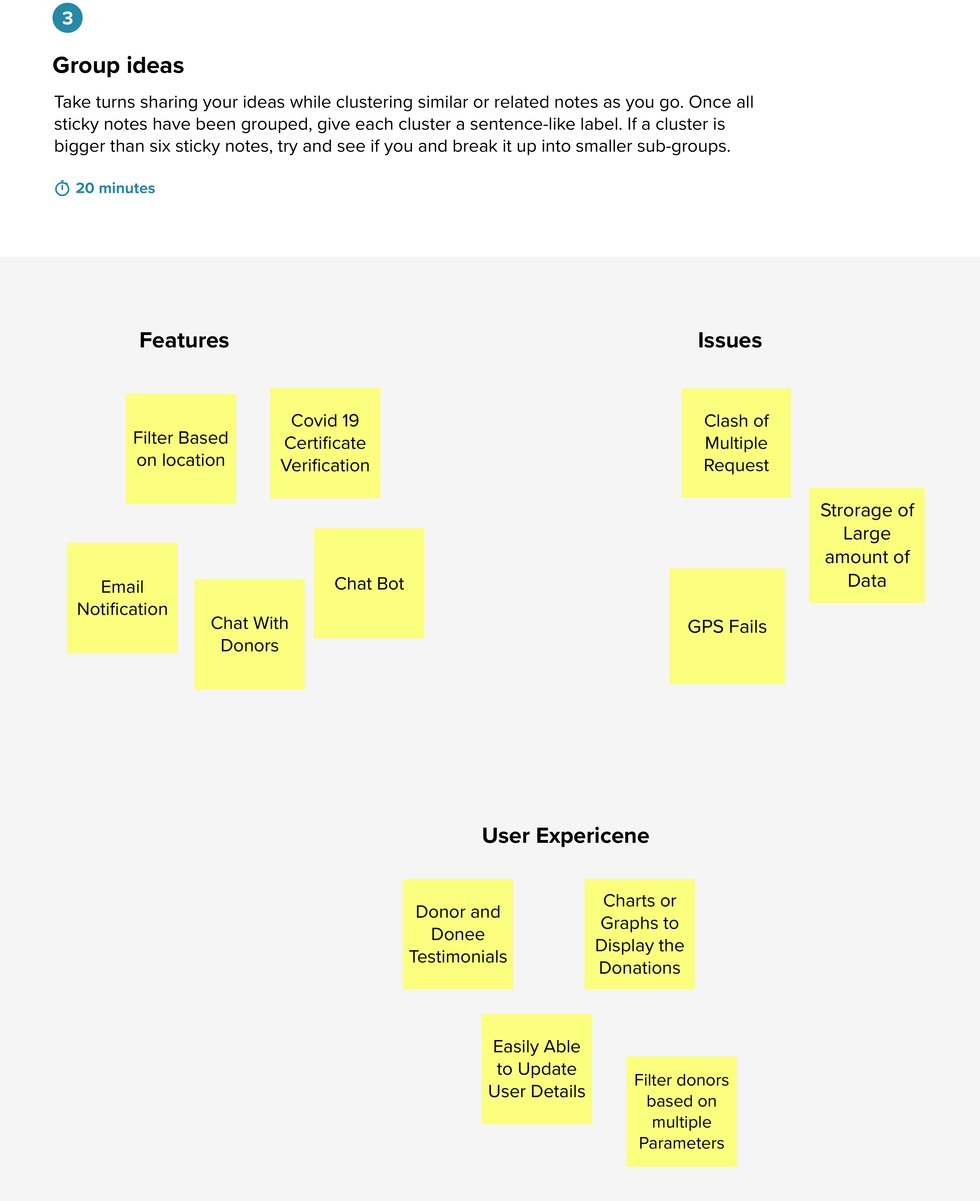 3
Group ideas
Take turns sharing your ideas while clustering similar or related notes as you go. Once all
sticky notes have been grouped, give each cluster a sentence-like label. If a cluster is
bigger than six sticky notes, try and see if you and break it up into smaller sub-groups.
20 minutes
Features
Filter Based
on location
Covid 19
Certificate
Verification
Email
Notification
Chat With
Donors
Chat Bot
Issues
Clash of
Multiple
Request
Strorage of
Large
amount of
Data
GPS Fails
User Expericene
Donor and
Donee
Testimonials
Charts or
Graphs to
Display the
Donations
Easily Able
to Update
User Details
Filter donors
based on
multiple
Parameters